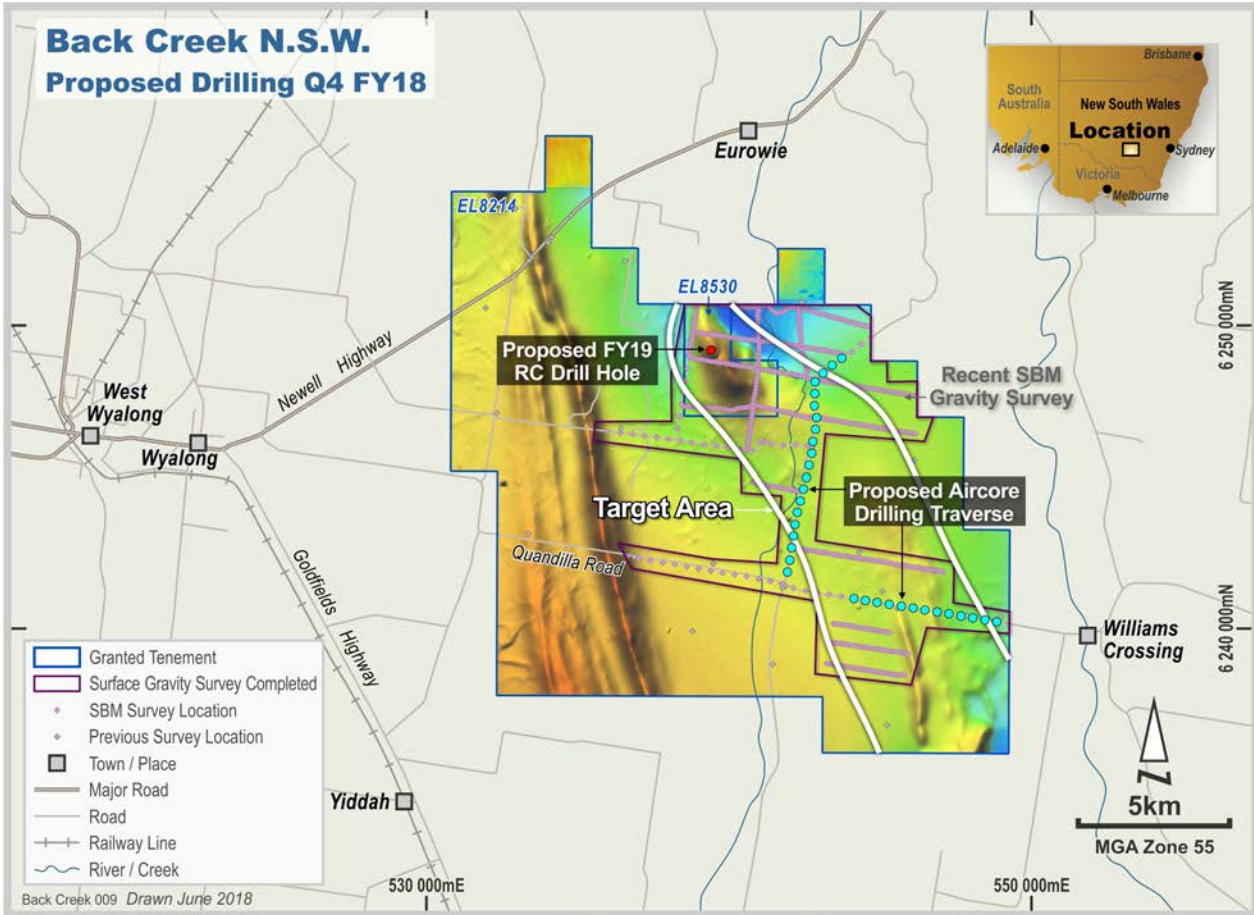 Back Creek N.S.W.
Proposed Drilling Q4 FY18
Brisbane
South
Australia
New South Wales
Location
Adelaide
Sydney
Victoria
Melbourne
Eurowie
EL8214
EL8530
Newell Highway
Proposed FY19
RC Drill Hole
Recent SBM
Gravity Survey
6 250 000mN
West
Wyalong
Wyalong
Target Area
Proposed Aircore
Drilling Traverse
Quandilla Road
Goldfields Highway
Williams
Crossing
6 240 000mN
Yiddah
Granted Tenement
Surface Gravity Survey Completed
SBM Survey Location
Previous Survey Location
Town / Place
Major Road
Road
Railway Line
River / Creek
N
5km
MGA Zone 55
Back Creek 009 Drawn June 2018
530 000mE
550 000mE